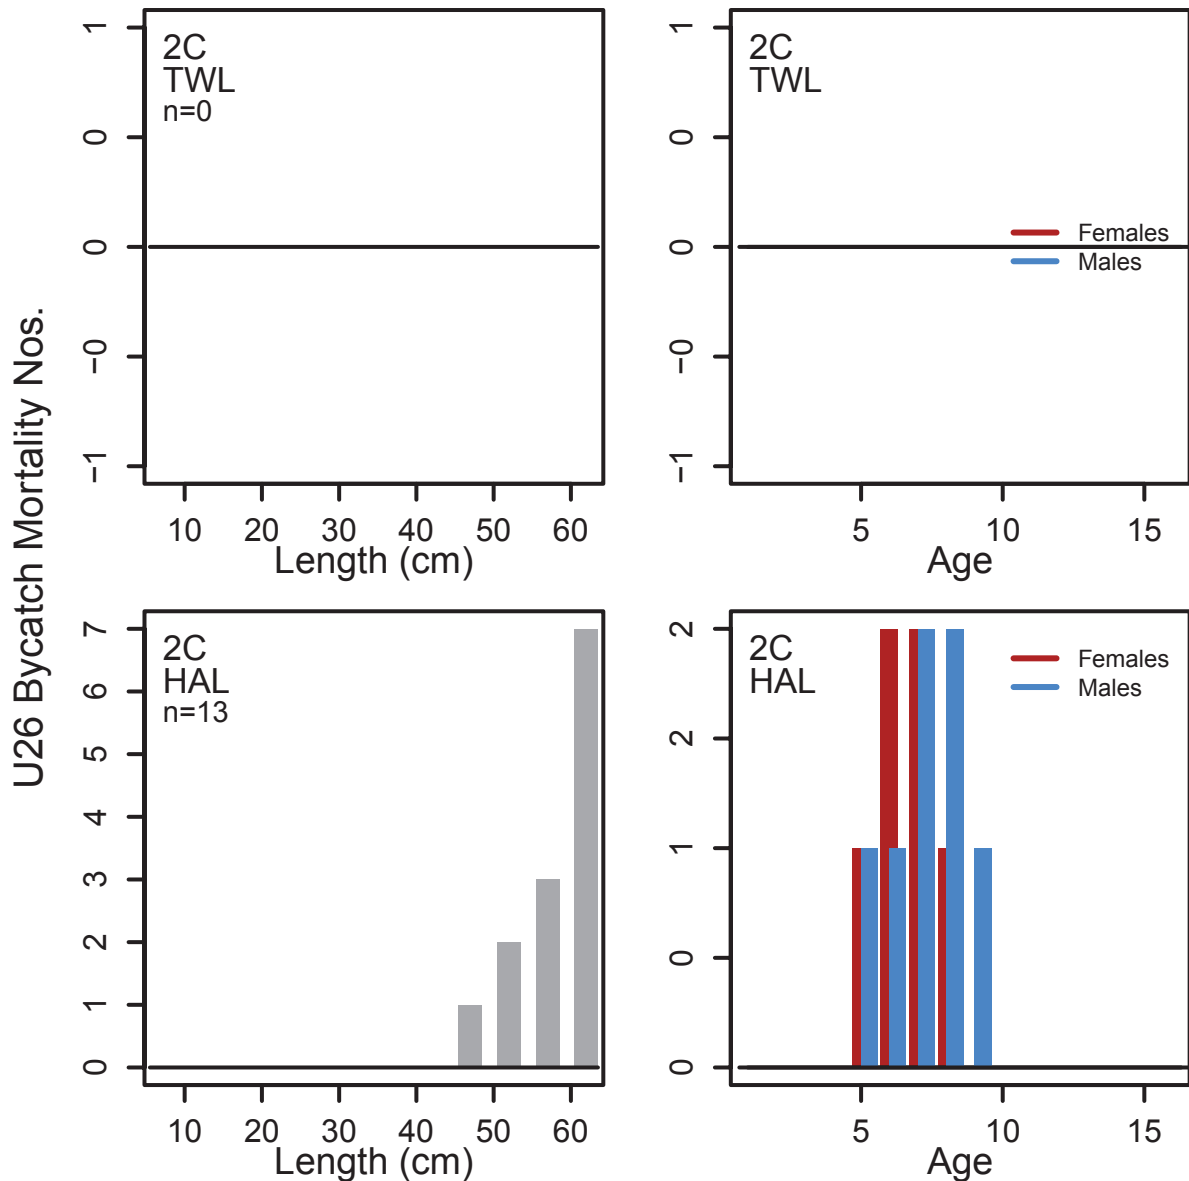 U26 Bycatch Mortality Nos.
2C
TWL
n=0
1
0
0
−0
−1
10 20 30 40 50 60
Length (cm)
2C
TWL
Females
Males
1
0
0
−0
−1
5 10 15
Age
2C
HAL
n=13
7
6
5
4
3
2
1
0
10 20 30 40 50 60
Length (cm)
2C
HAL
Females
Males
2
2
1
0
0
5 10 15
Age